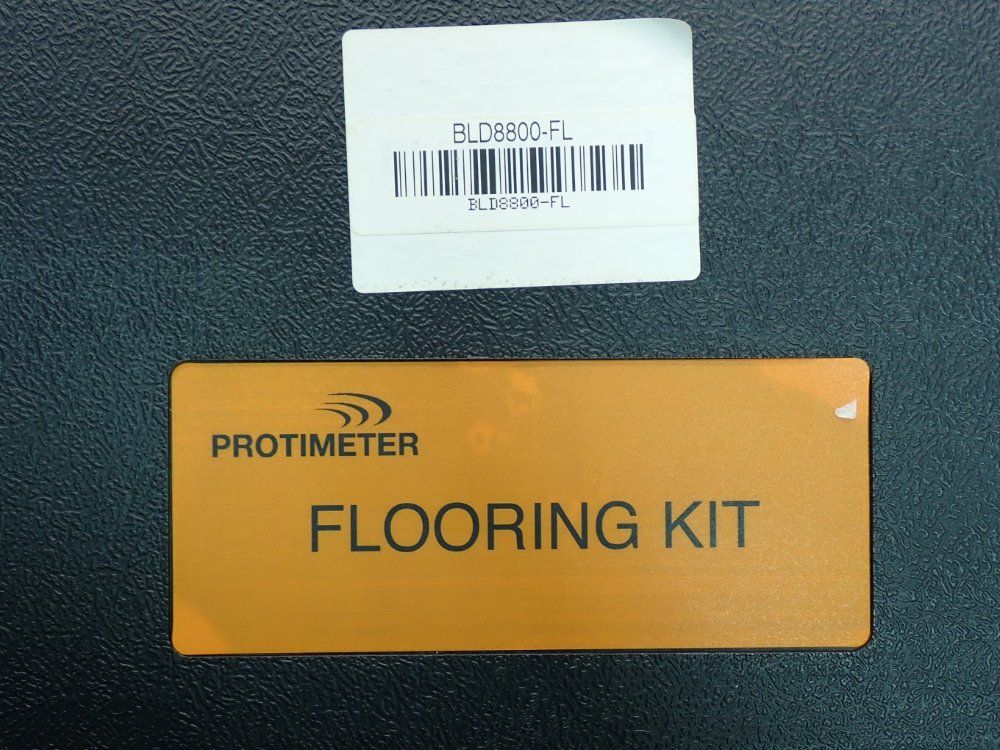 BLD8800-FL
BLD8800-FL
PROTIMETER
FLOORING KIT